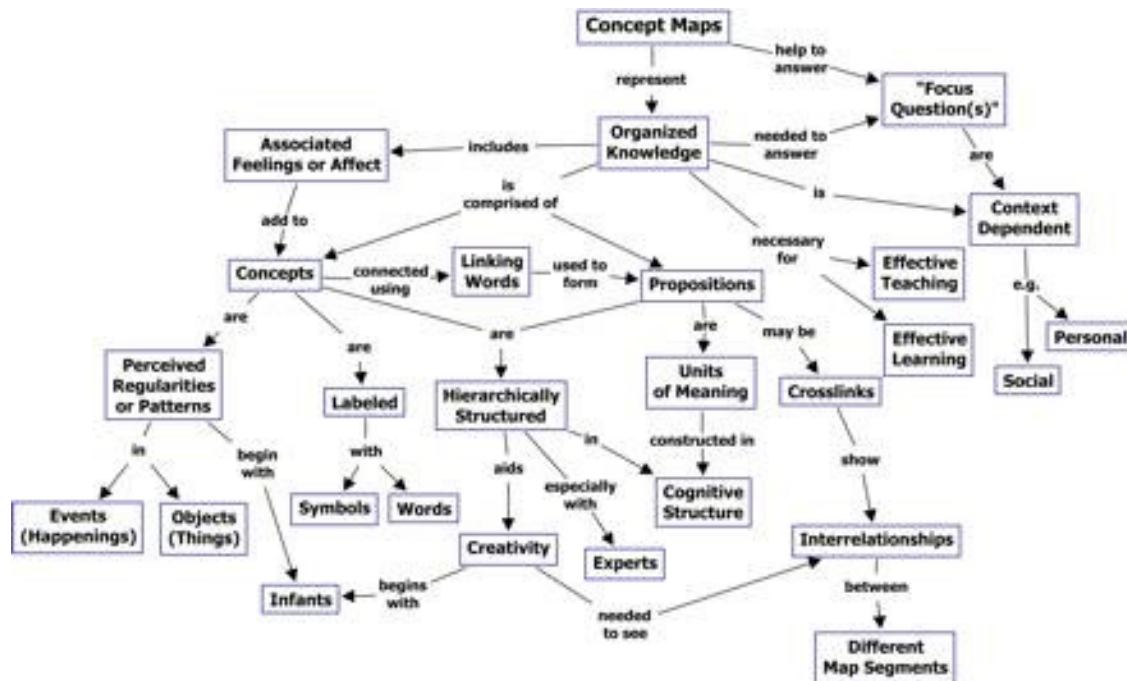 Concept Maps
help to
answer
represent
"Focus
Question(s)"
Organized
Knowledge
needed to
answer
Associated
Feelings or Affect
includes
are
is
comprised of
is
Context
Dependent
add to
necessary
for
Concepts
connected
using
Linking
Words
used to
form
Propositions
Effective
Teaching
e.g.
are
are
are
are
may be
Effective
Learning
Personal
Perceived
Regularities
or Patterns
Labeled
Hierarchically
Structured
Units
of Meaning
Crosslinks
Social
in
begin
with
with
aids
in
especially
with
constructed in
show
Events
(Happenings)
Objects
(Things)
Symbols
Words
Cognitive
Structure
Creativity
Experts
Interrelationships
Infants
begins
with
needed
to see
between
Different
Map Segments